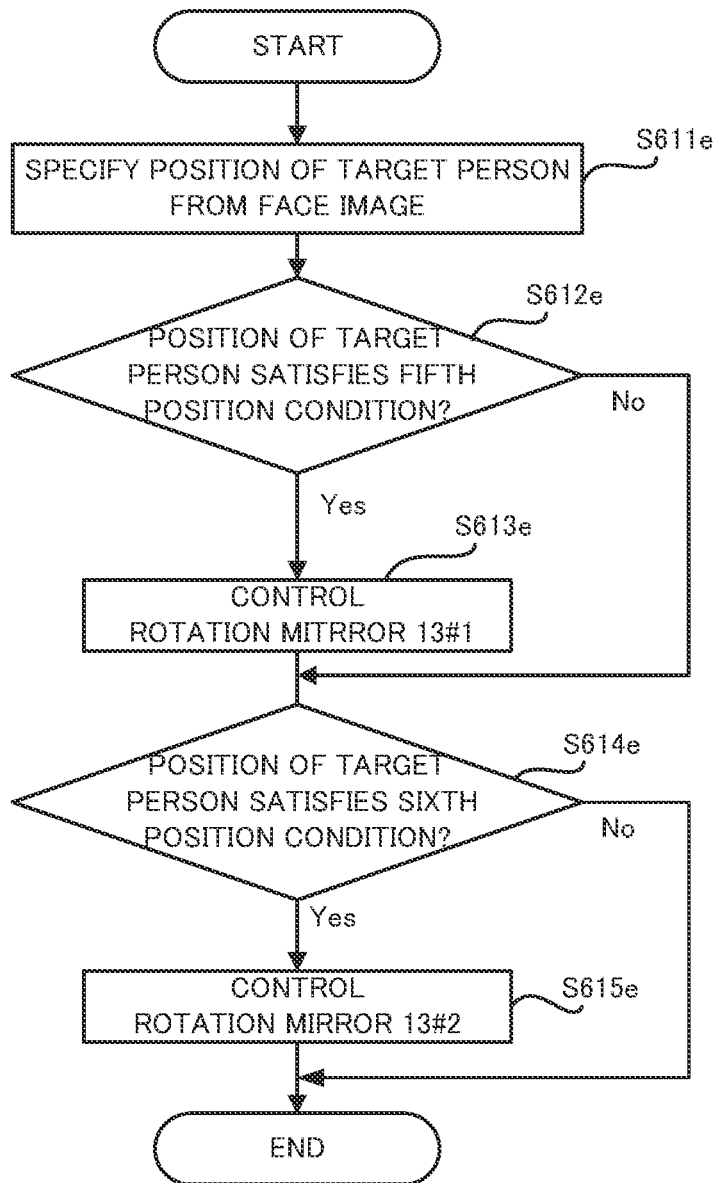 START
S611e
SPECIFY POSITION OF TARGET PERSON
FROM FACE IMAGE
S612e
POSITION OF TARGET
PERSON SATISFIES FIFTH
POSITION CONDITION?
No
Yes
S613e
CONTROL
ROTATION MITRROR 13#1
S614e
POSITION OF TARGET
PERSON SATISFIES SIXTH
POSITION CONDITION?
No
Yes
S615e
CONTROL
ROTATION MIRROR 13#2
END